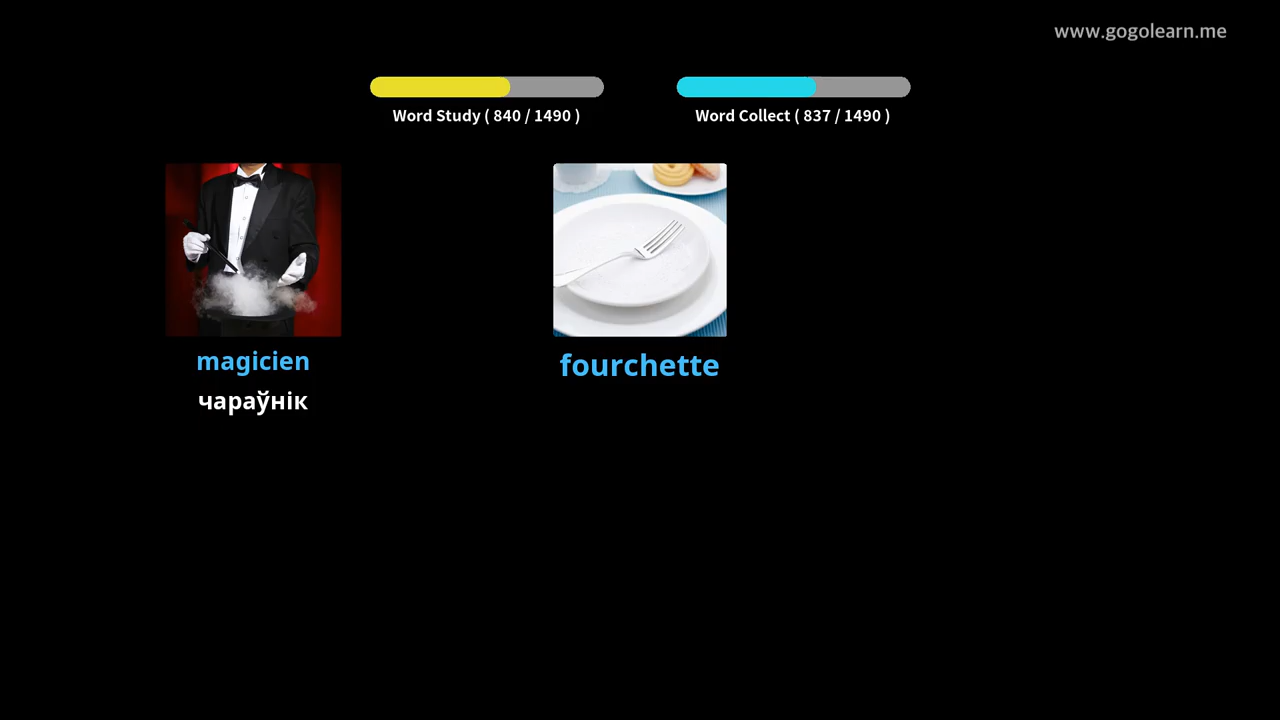 www.gogolearn.me
Word Study ( 840 / 1490 )
Word Collect ( 837 / 1490 )
magicien
чараўнік
fourchette